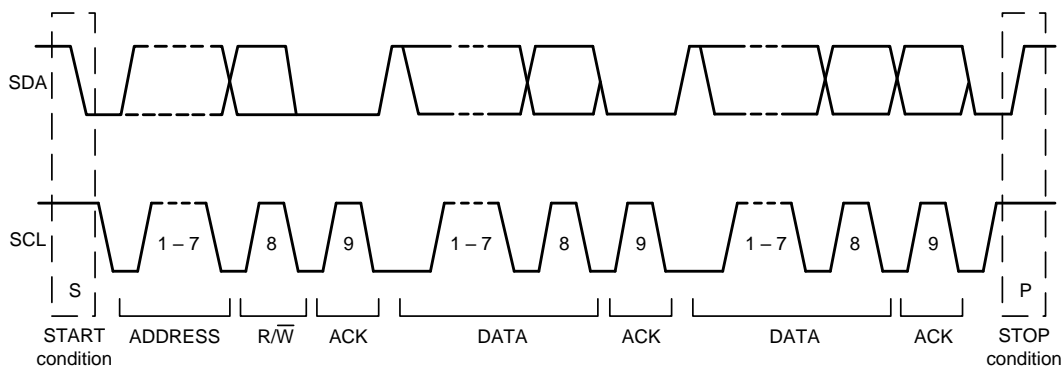 SDA
SCL
1 – 7
8
9
1 – 7
8
9
1 – 7
8
9
S
P
START condition
ADDRESS
R/W̅
ACK
DATA
ACK
DATA
ACK
STOP condition